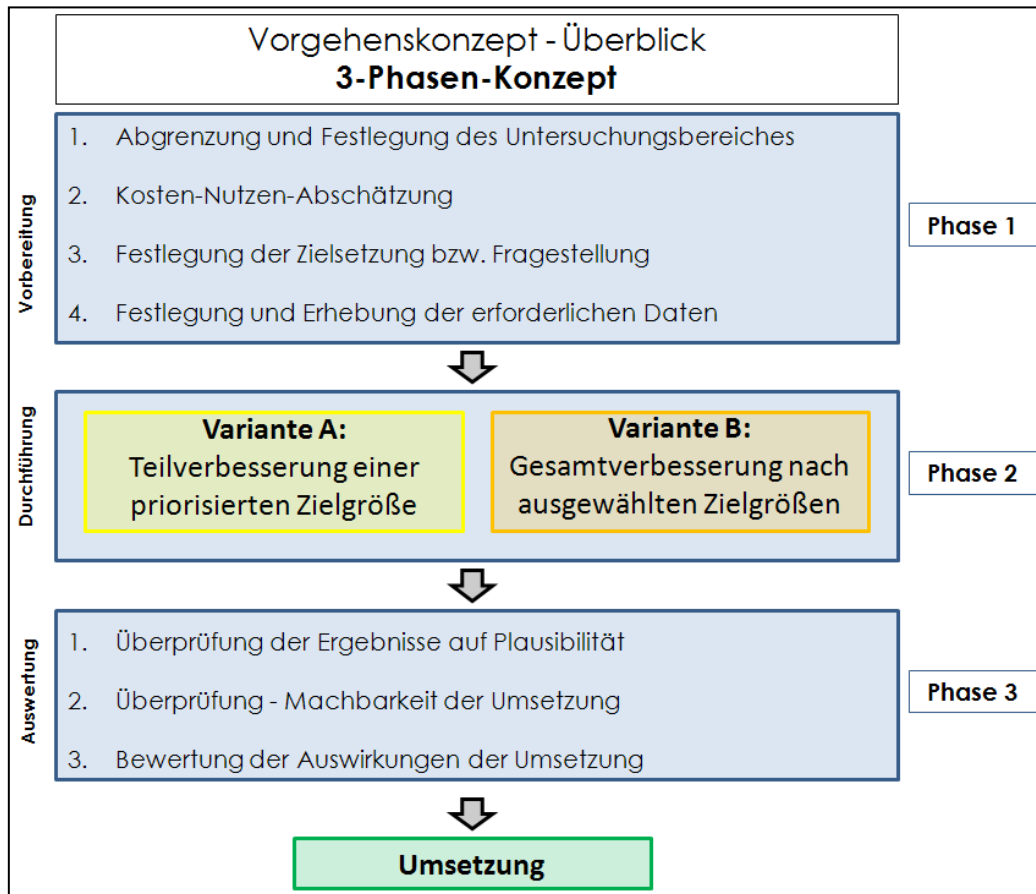 Vorgehenskonzept - Überblick
3-Phasen-Konzept
Vorbereitung
1. Abgrenzung und Festlegung des Untersuchungsbereiches
2. Kosten-Nutzen-Abschätzung
3. Festlegung der Zielsetzung bzw. Fragestellung
4. Festlegung und Erhebung der erforderlichen Daten
Phase 1
Durchführung
Variante A:
Teilverbesserung einer
priorisierten Zielgröße
Variante B:
Gesamtverbesserung nach
ausgewählten Zielgrößen
Phase 2
Auswertung
1. Überprüfung der Ergebnisse auf Plausibilität
2. Überprüfung - Machbarkeit der Umsetzung
3. Bewertung der Auswirkungen der Umsetzung
Phase 3
Umsetzung